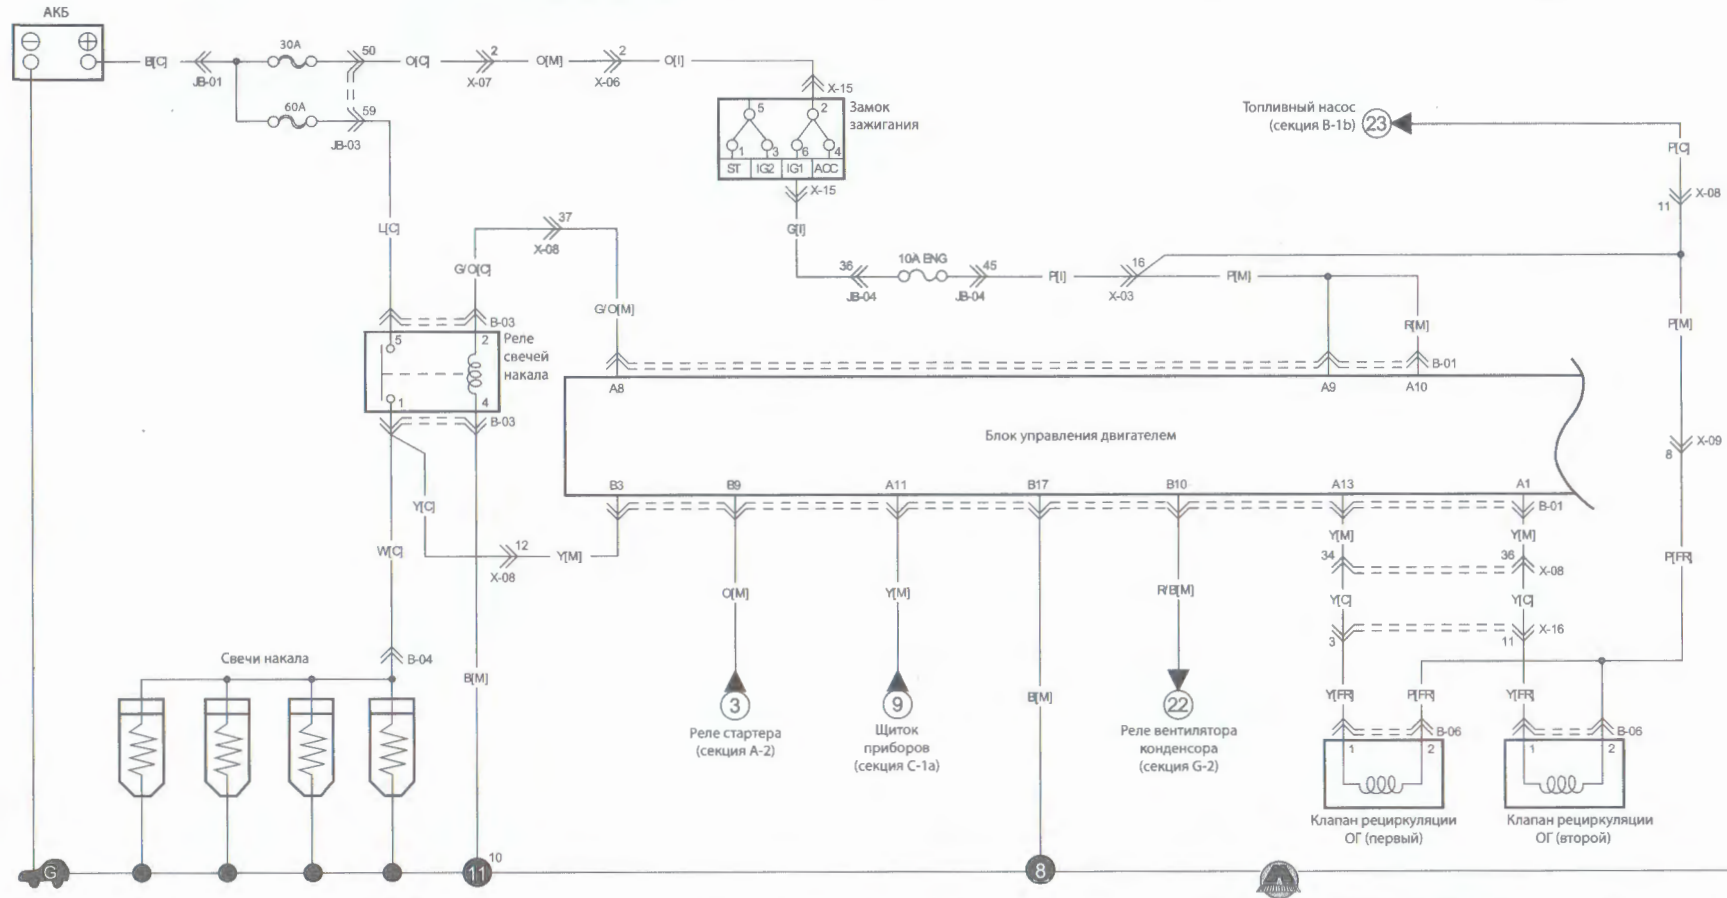 АКБ
30A
50
2
2
B[C]
O[C]
O[M]
O[I]
JB-01
X-07
X-06
X-15
60A
59
JB-03
5
2
Замок
зажигания
1
3
6
4
ST
IG2
IG1
ACC
X-15
Топливный насос
(секция B-1b)
23
P[C]
X-08
11
L[C]
37
X-08
G/O[C]
G[I]
36
10A ENG
45
16
P[I]
P[M]
JB-04
JB-04
X-03
G/O[M]
R[M]
P[M]
B-03
5
2
Реле
свечей
накала
1
4
B-03
B-01
A8
A9
A10
Блок управления двигателем
X-09
8
B3
B9
A11
B17
B10
A13
A1
B-01
Y[C]
W[C]
12
Y[M]
X-08
Y[M]
Y[M]
34
36
X-08
P[FR]
O[M]
Y[M]
R/B[M]
Y[C]
Y[C]
3
11
X-16
Свечи накала
B-04
B[M]
B[M]
Y[FR]
P[FR]
Y[FR]
3
9
22
Реле стартера
(секция A-2)
Щиток
приборов
(секция C-1a)
Реле вентилятора
конденсора
(секция G-2)
B-06
B-06
1
2
1
2
Клапан рециркуляции
ОГ (первый)
Клапан рециркуляции
ОГ (второй)
G
11
10
8
A